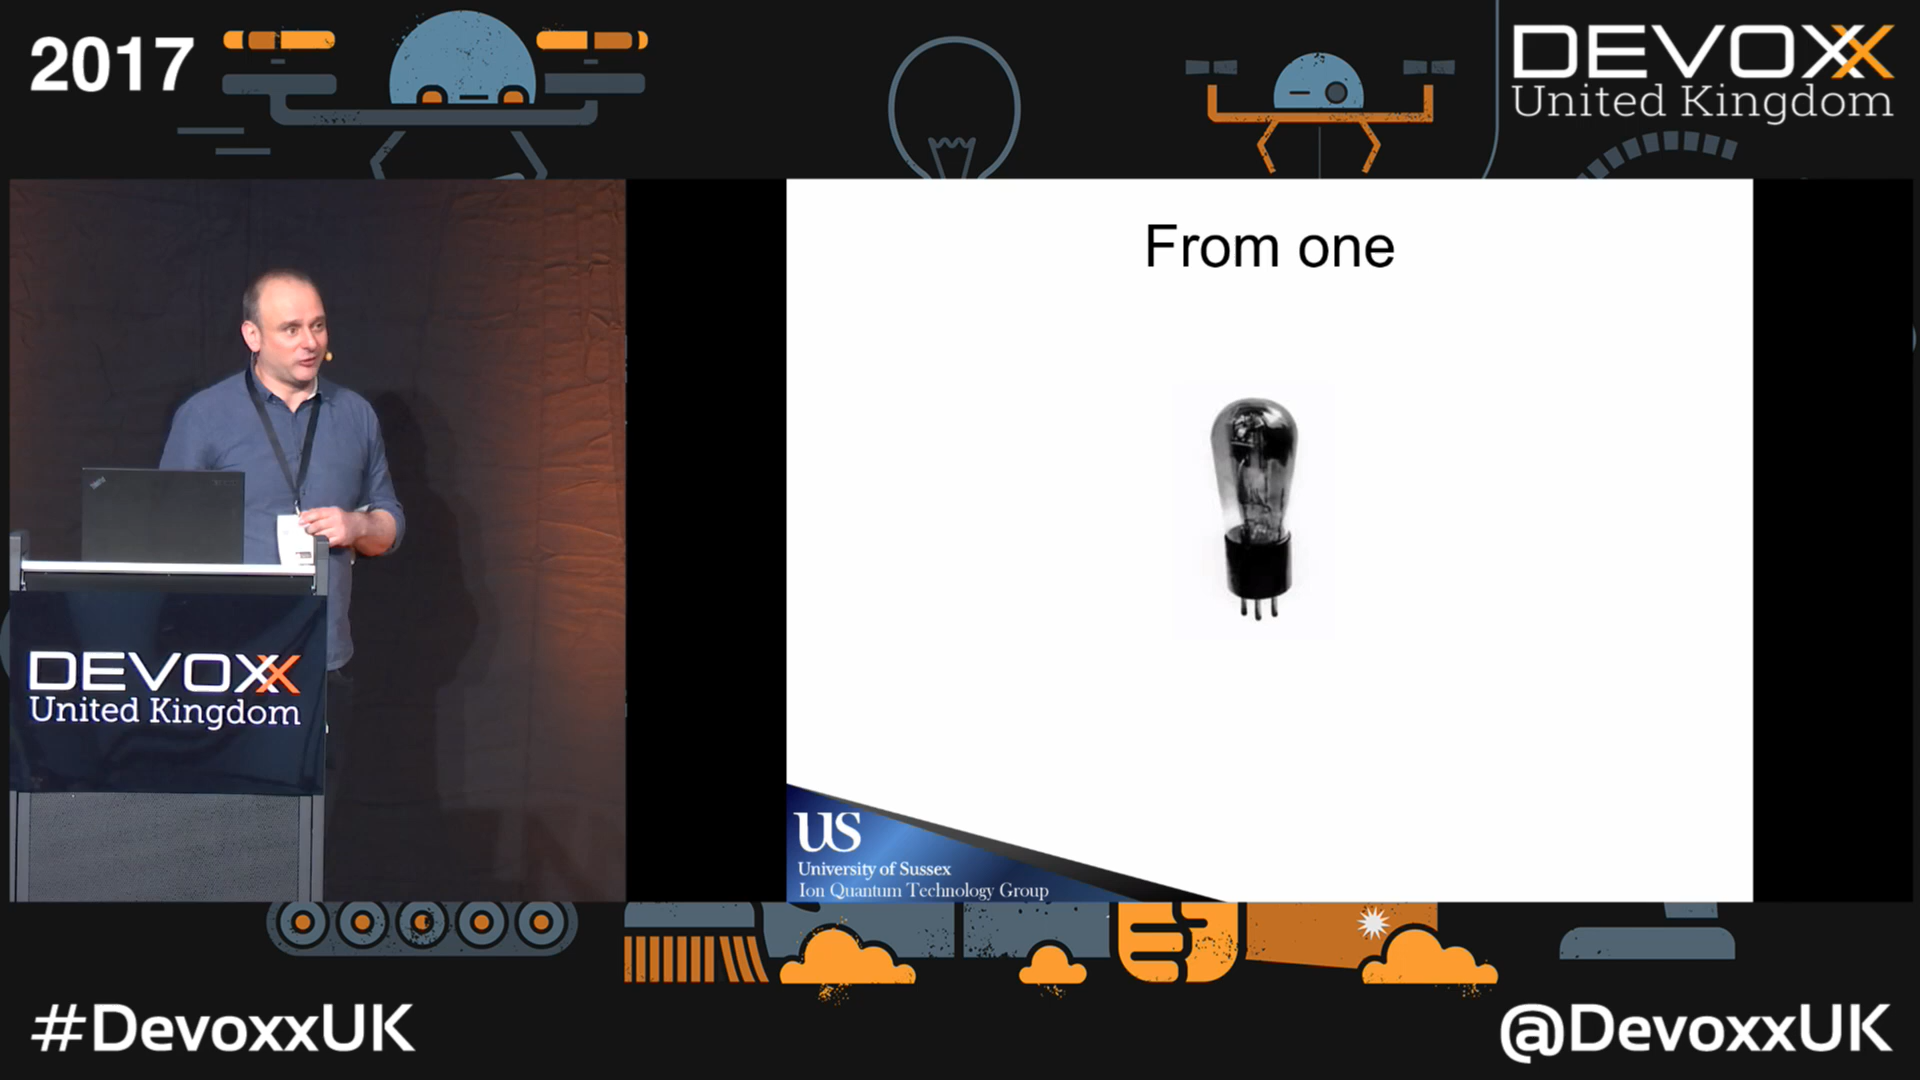 2017
DEVOXX
United Kingdom
From one
DEVOXX
United Kingdom
US
University of Sussex
Ion Quantum Technology Group
#DevoxxUK
@DevoxxUK